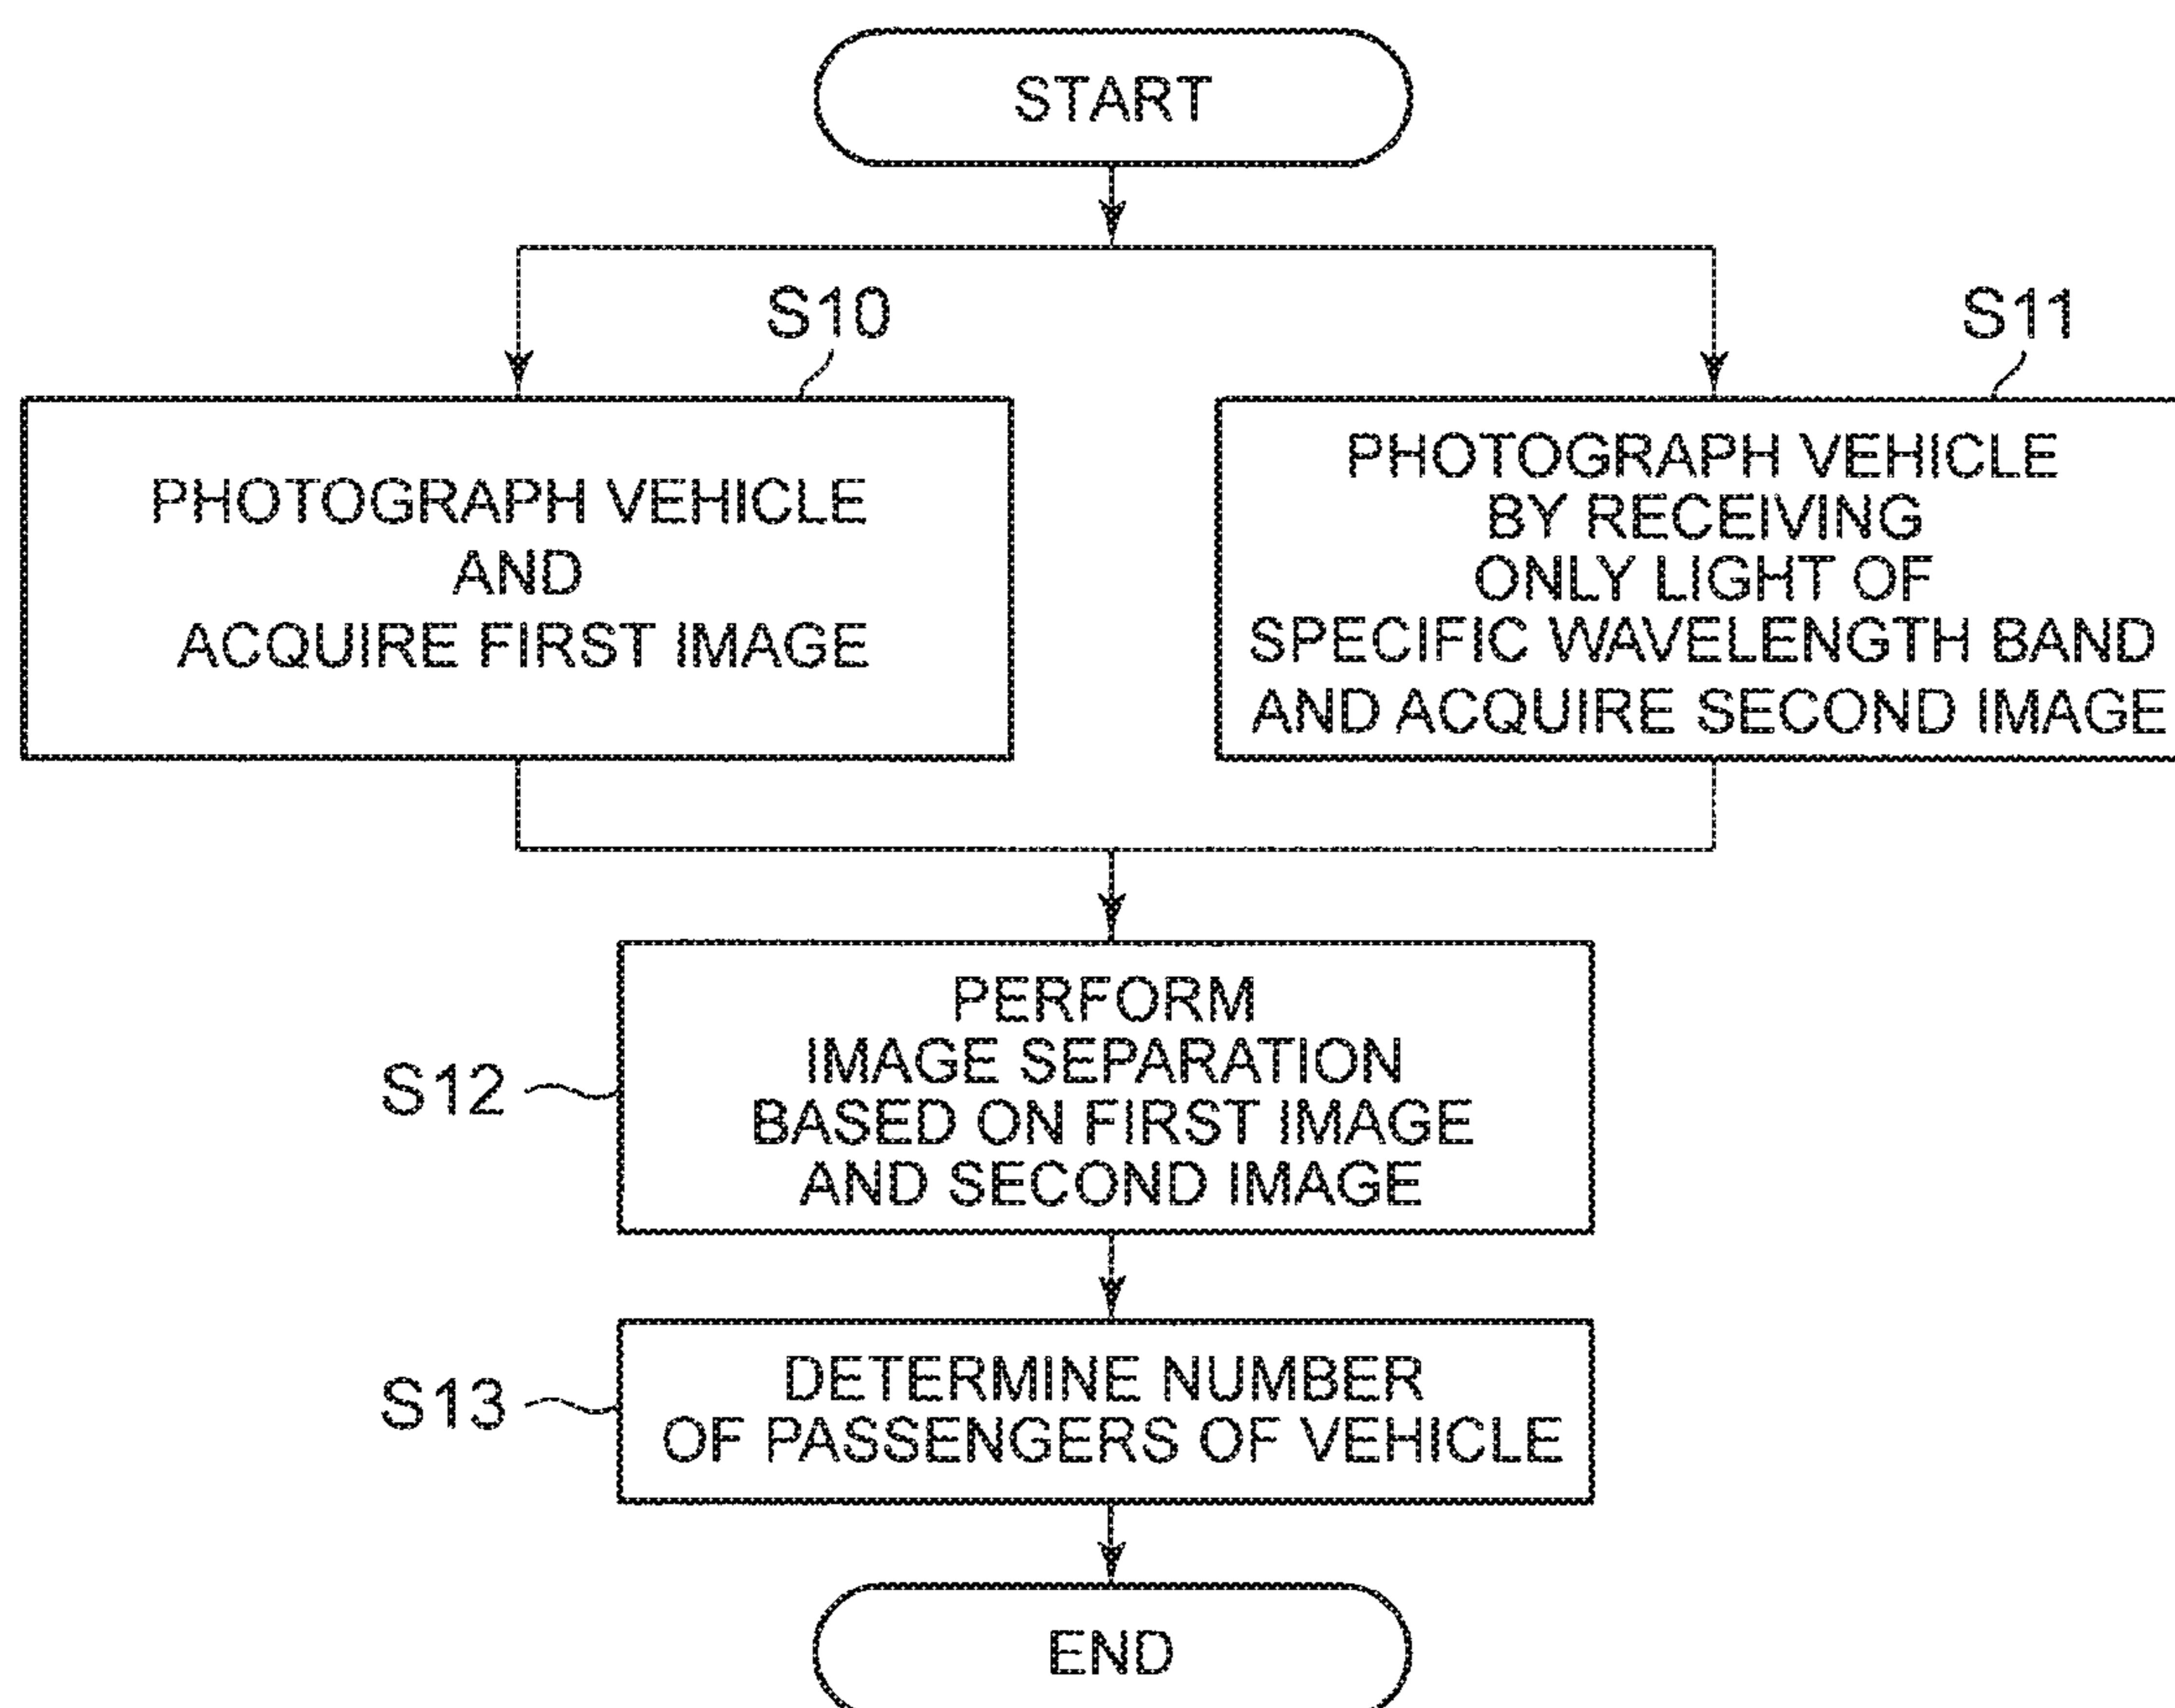 START
S10
S11
PHOTOGRAPH VEHICLE
AND
ACQUIRE FIRST IMAGE
PHOTOGRAPH VEHICLE
BY RECEIVING
ONLY LIGHT OF
SPECIFIC WAVELENGTH BAND
AND ACQUIRE SECOND IMAGE
S12
PERFORM
IMAGE SEPARATION
BASED ON FIRST IMAGE
AND SECOND IMAGE
S13
DETERMINE NUMBER
OF PASSENGERS OF VEHICLE
END